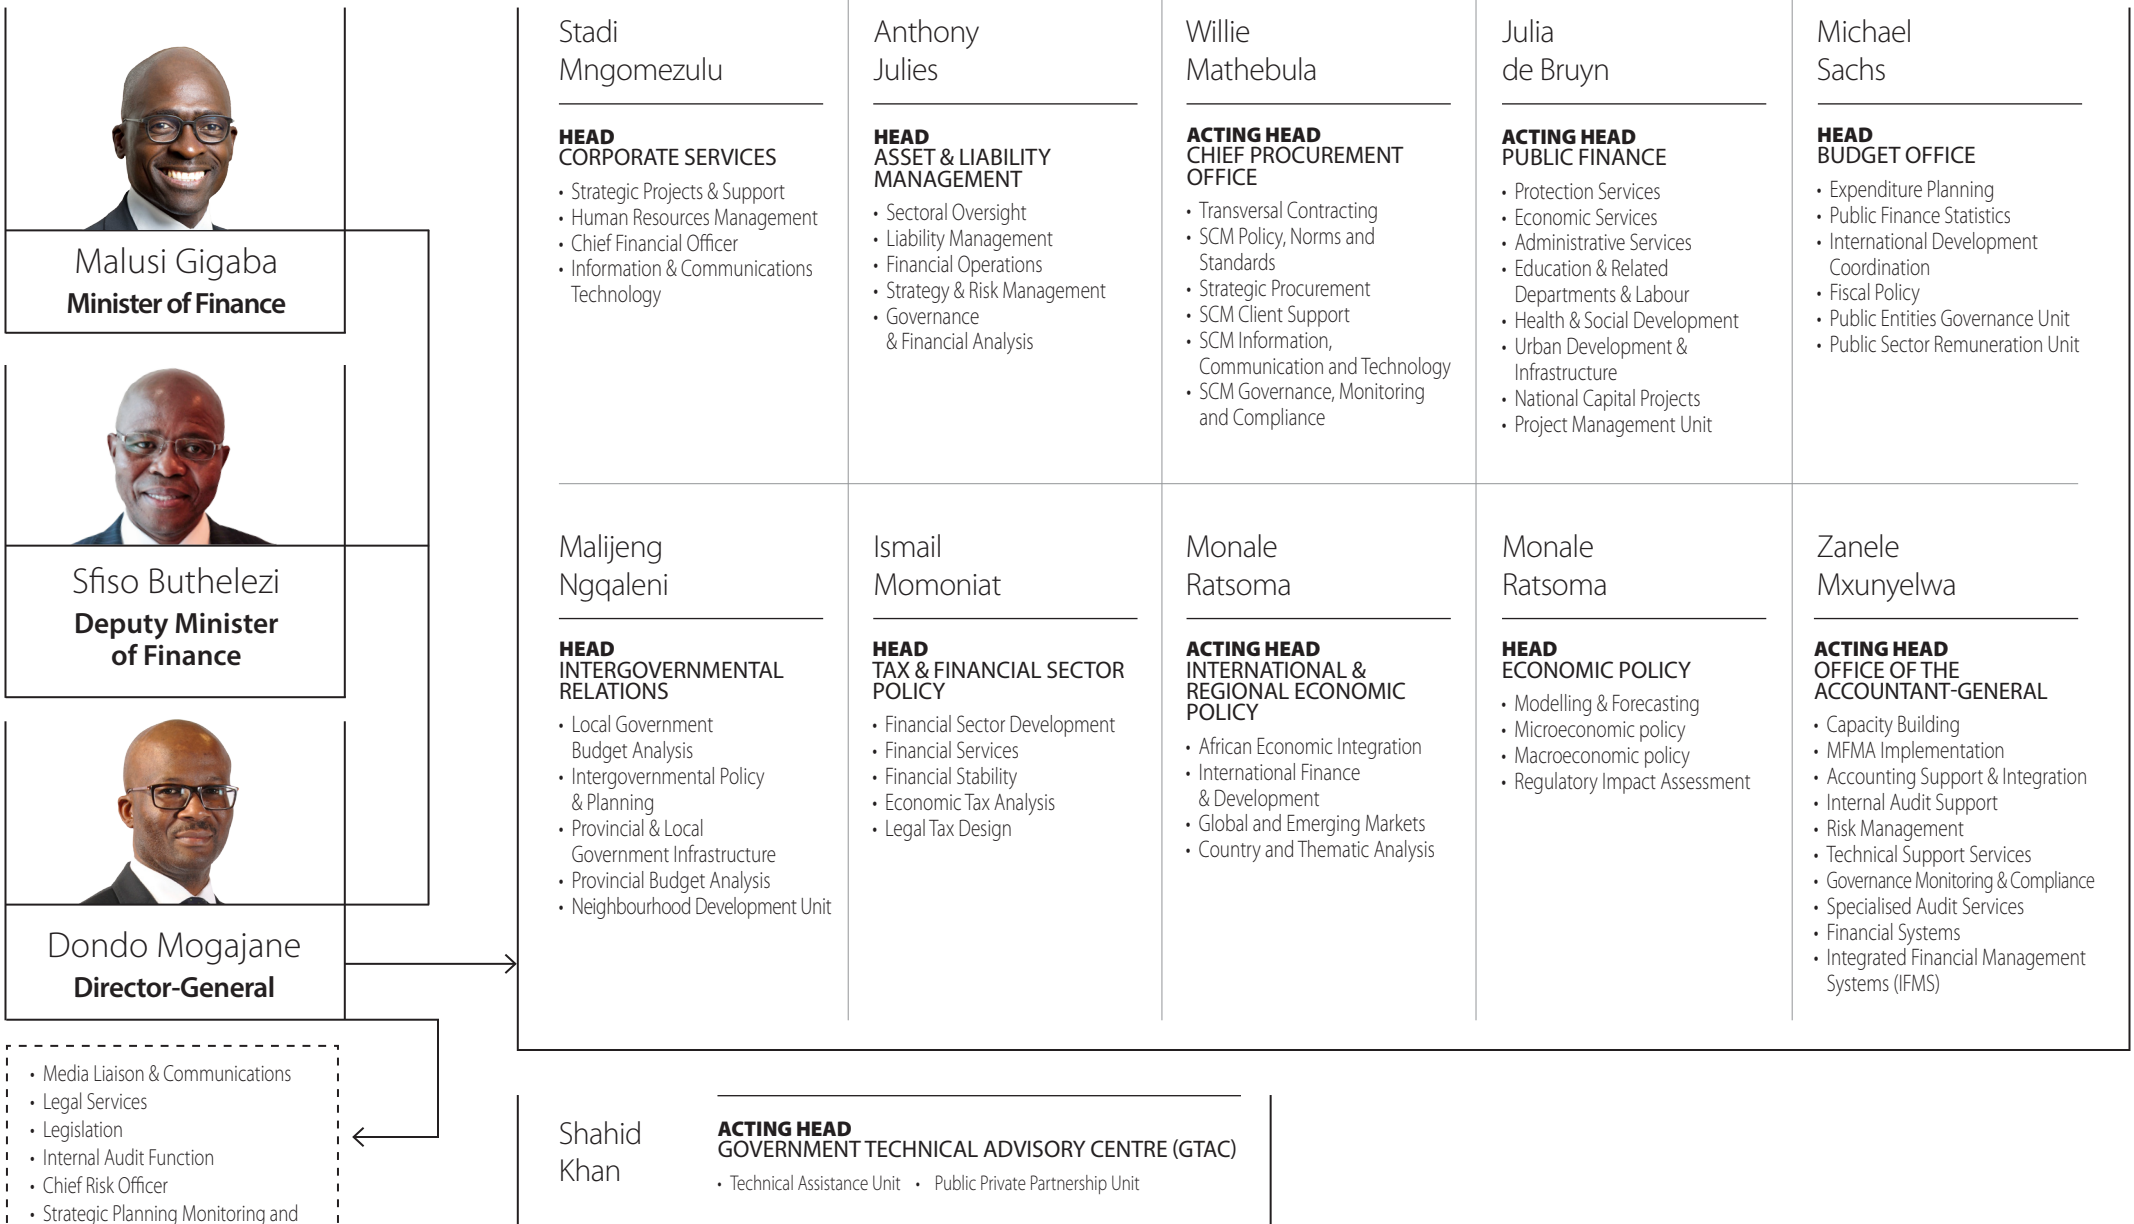 Malusi Gigaba
Minister of Finance
Sfiso Buthelezi
Deputy Minister
of Finance
Dondo Mogajane
Director-General
• Media Liaison & Communications
• Legal Services
• Legislation
• Internal Audit Function
• Chief Risk Officer
• Strategic Planning Monitoring and
Stadi
Mngomezulu
HEAD
CORPORATE SERVICES
• Strategic Projects & Support
• Human Resources Management
• Chief Financial Officer
• Information & Communications
Technology
Anthony
Julies
HEAD
ASSET & LIABILITY
MANAGEMENT
• Sectoral Oversight
• Liability Management
• Financial Operations
• Strategy & Risk Management
• Governance
& Financial Analysis
Willie
Mathebula
ACTING HEAD
CHIEF PROCUREMENT
OFFICE
• Transversal Contracting
• SCM Policy, Norms and
Standards
• Strategic Procurement
• SCM Client Support
• SCM Information,
Communication and Technology
• SCM Governance, Monitoring
and Compliance
Julia
de Bruyn
ACTING HEAD
PUBLIC FINANCE
• Protection Services
• Economic Services
• Administrative Services
• Education & Related
Departments & Labour
• Health & Social Development
• Urban Development &
Infrastructure
• National Capital Projects
• Project Management Unit
Michael
Sachs
HEAD
BUDGET OFFICE
• Expenditure Planning
• Public Finance Statistics
• International Development
Coordination
• Fiscal Policy
• Public Entities Governance Unit
• Public Sector Remuneration Unit
Malijeng
Ngqaleni
HEAD
INTERGOVERNMENTAL
RELATIONS
• Local Government
Budget Analysis
• Intergovernmental Policy
& Planning
• Provincial & Local
Government Infrastructure
• Provincial Budget Analysis
• Neighbourhood Development Unit
Ismail
Momoniat
HEAD
TAX & FINANCIAL SECTOR
POLICY
• Financial Sector Development
• Financial Services
• Financial Stability
• Economic Tax Analysis
• Legal Tax Design
Monale
Ratsoma
ACTING HEAD
INTERNATIONAL &
REGIONAL ECONOMIC
POLICY
• African Economic Integration
• International Finance
& Development
• Global and Emerging Markets
• Country and Thematic Analysis
Monale
Ratsoma
HEAD
ECONOMIC POLICY
• Modelling & Forecasting
• Microeconomic policy
• Macroeconomic policy
• Regulatory Impact Assessment
Zanele
Mxunyelwa
ACTING HEAD
OFFICE OF THE
ACCOUNTANT-GENERAL
• Capacity Building
• MFMA Implementation
• Accounting Support & Integration
• Internal Audit Support
• Risk Management
• Technical Support Services
• Governance Monitoring & Compliance
• Specialised Audit Services
• Financial Systems
• Integrated Financial Management
Systems (IFMS)
Shahid
Khan
ACTING HEAD
GOVERNMENT TECHNICAL ADVISORY CENTRE (GTAC)
• Technical Assistance Unit • Public Private Partnership Unit